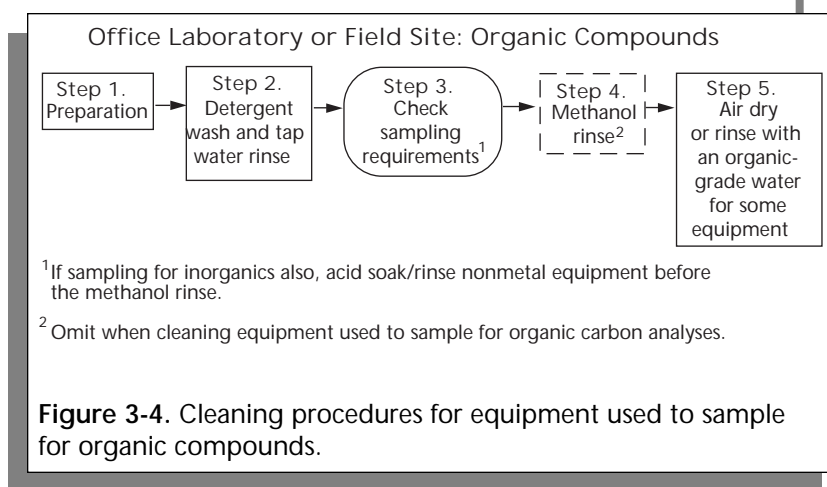 Office Laboratory or Field Site: Organic Compounds
Step 1.
Preparation
Step 2.
Detergent
wash and tap
water rinse
Step 3.
Check
sampling
requirements1
Step 4.
Methanol
rinse2
Step 5.
Air dry
or rinse with
an organic-
grade water
for some
equipment
1If sampling for inorganics also, acid soak/rinse nonmetal equipment before
the methanol rinse.
2 Omit when cleaning equipment used to sample for organic carbon analyses.
Figure 3-4. Cleaning procedures for equipment used to sample
for organic compounds.